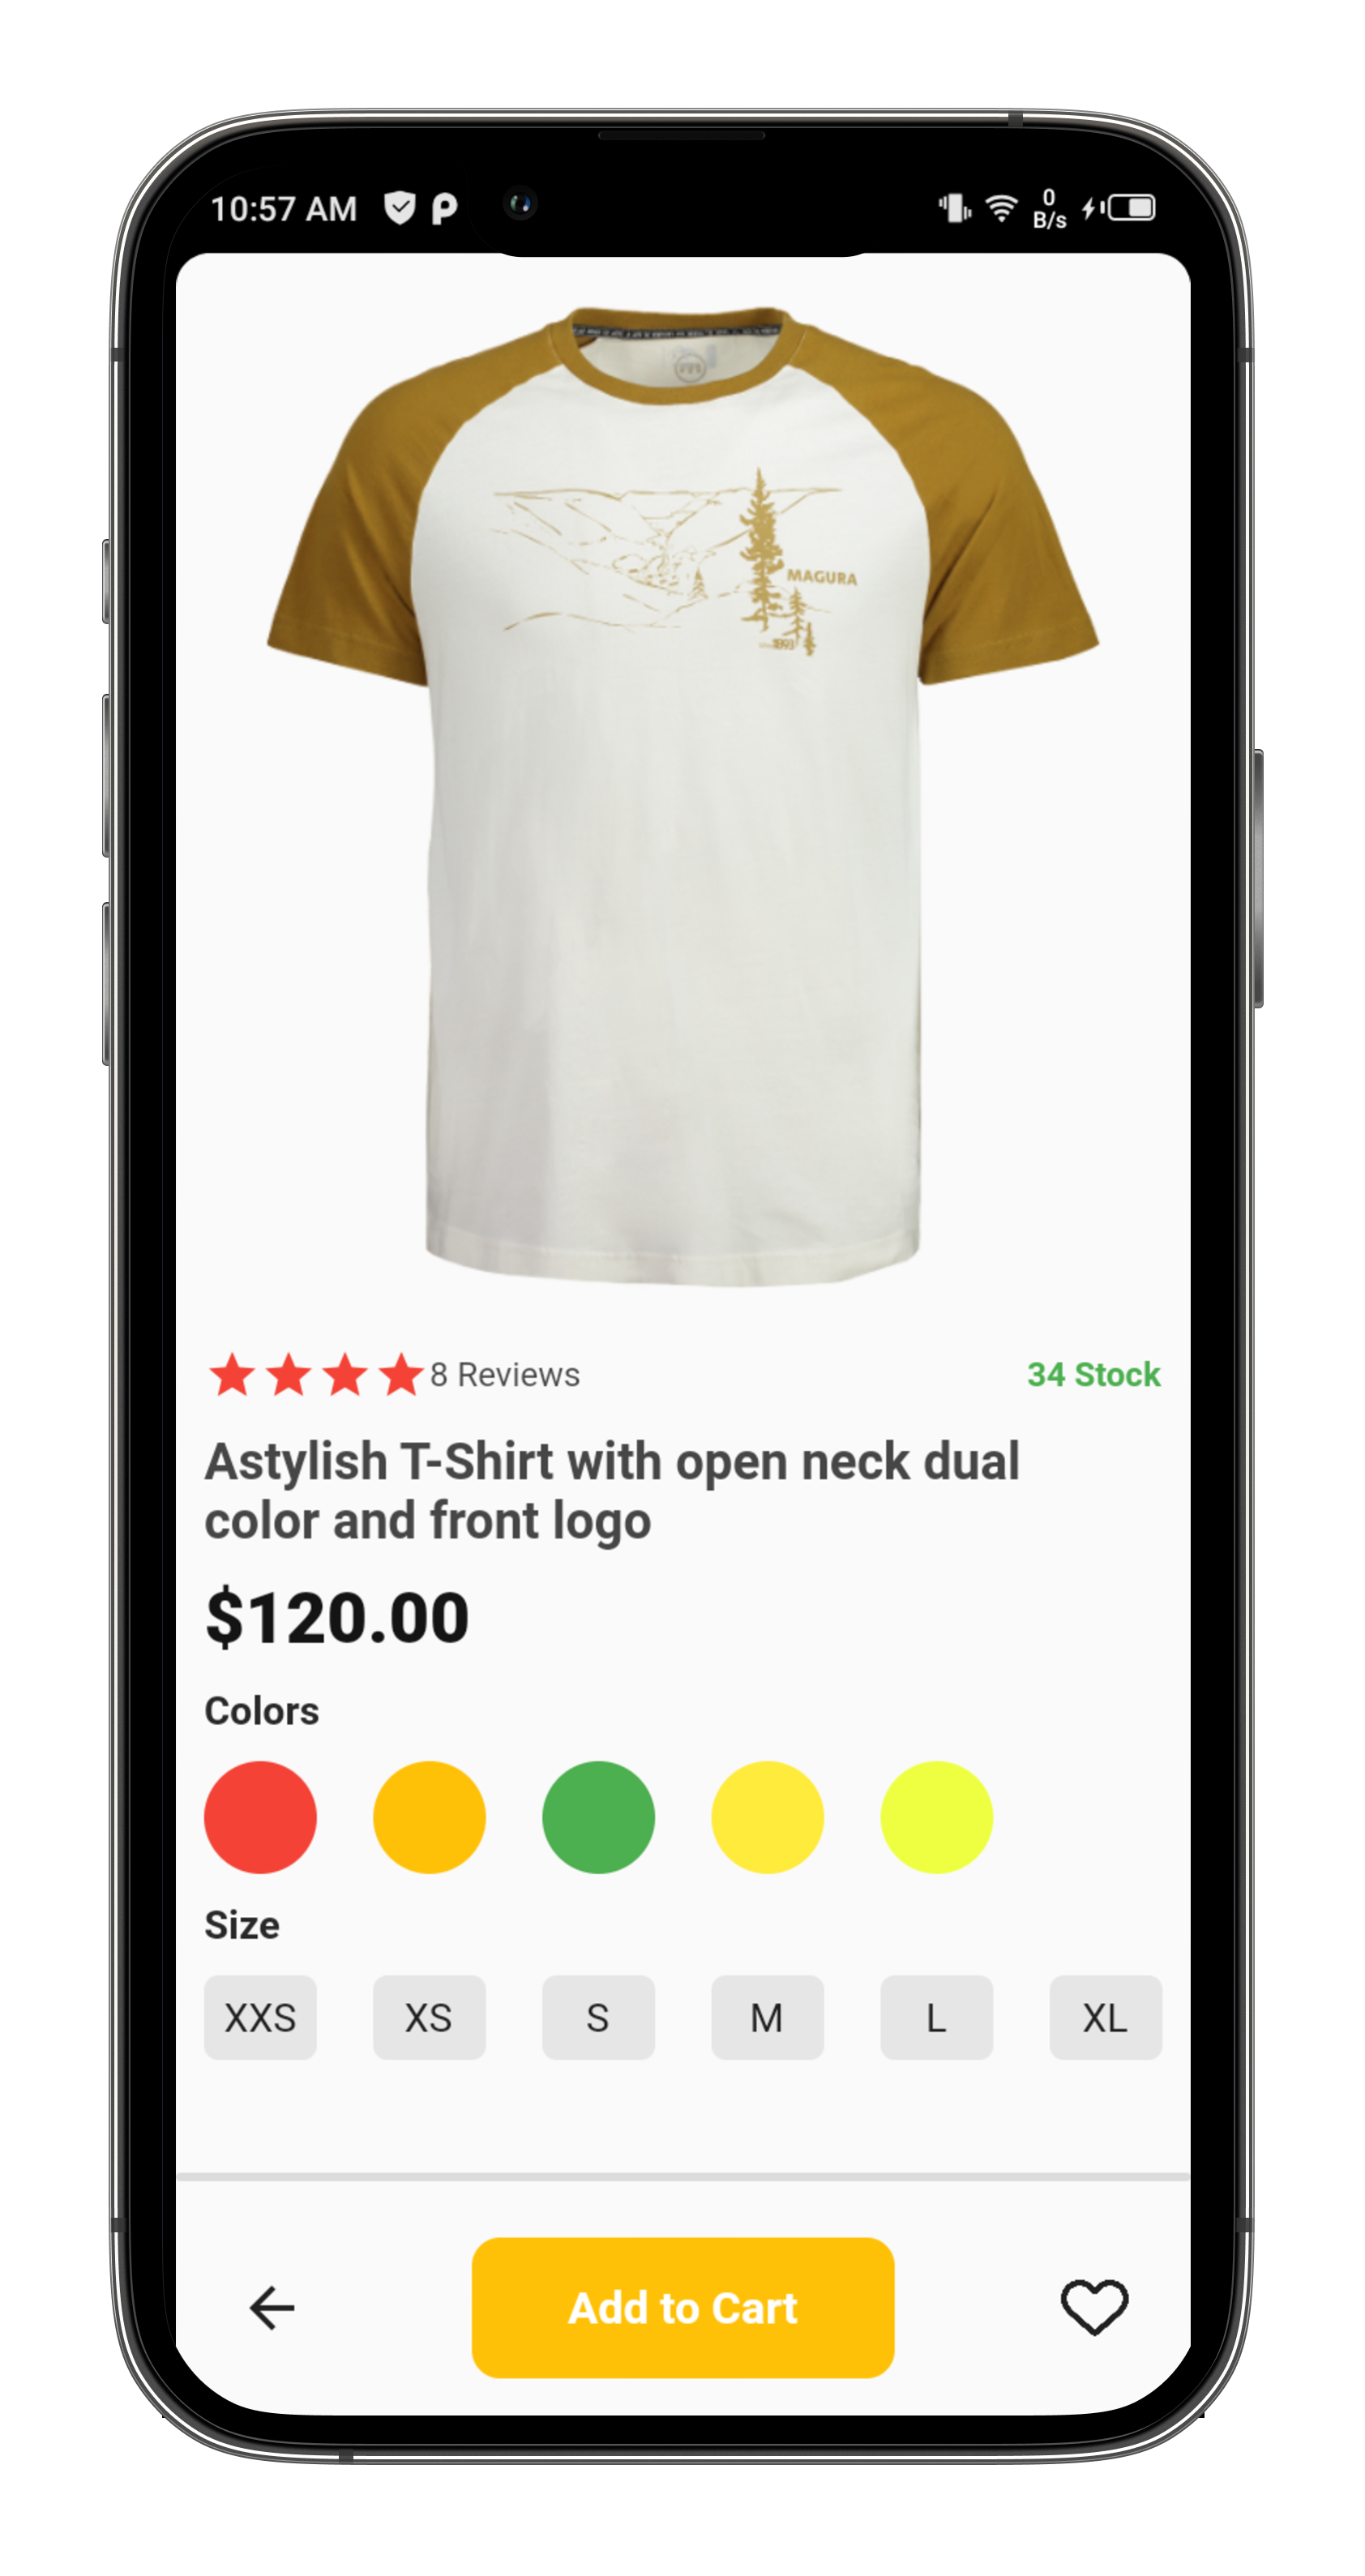 10:57 AM
0
B/s
MAGURA
1893
8 Reviews
34 Stock
Astylish T-Shirt with open neck dual
color and front logo
$120.00
Colors
Size
XXS XS S M L XL
Add to Cart